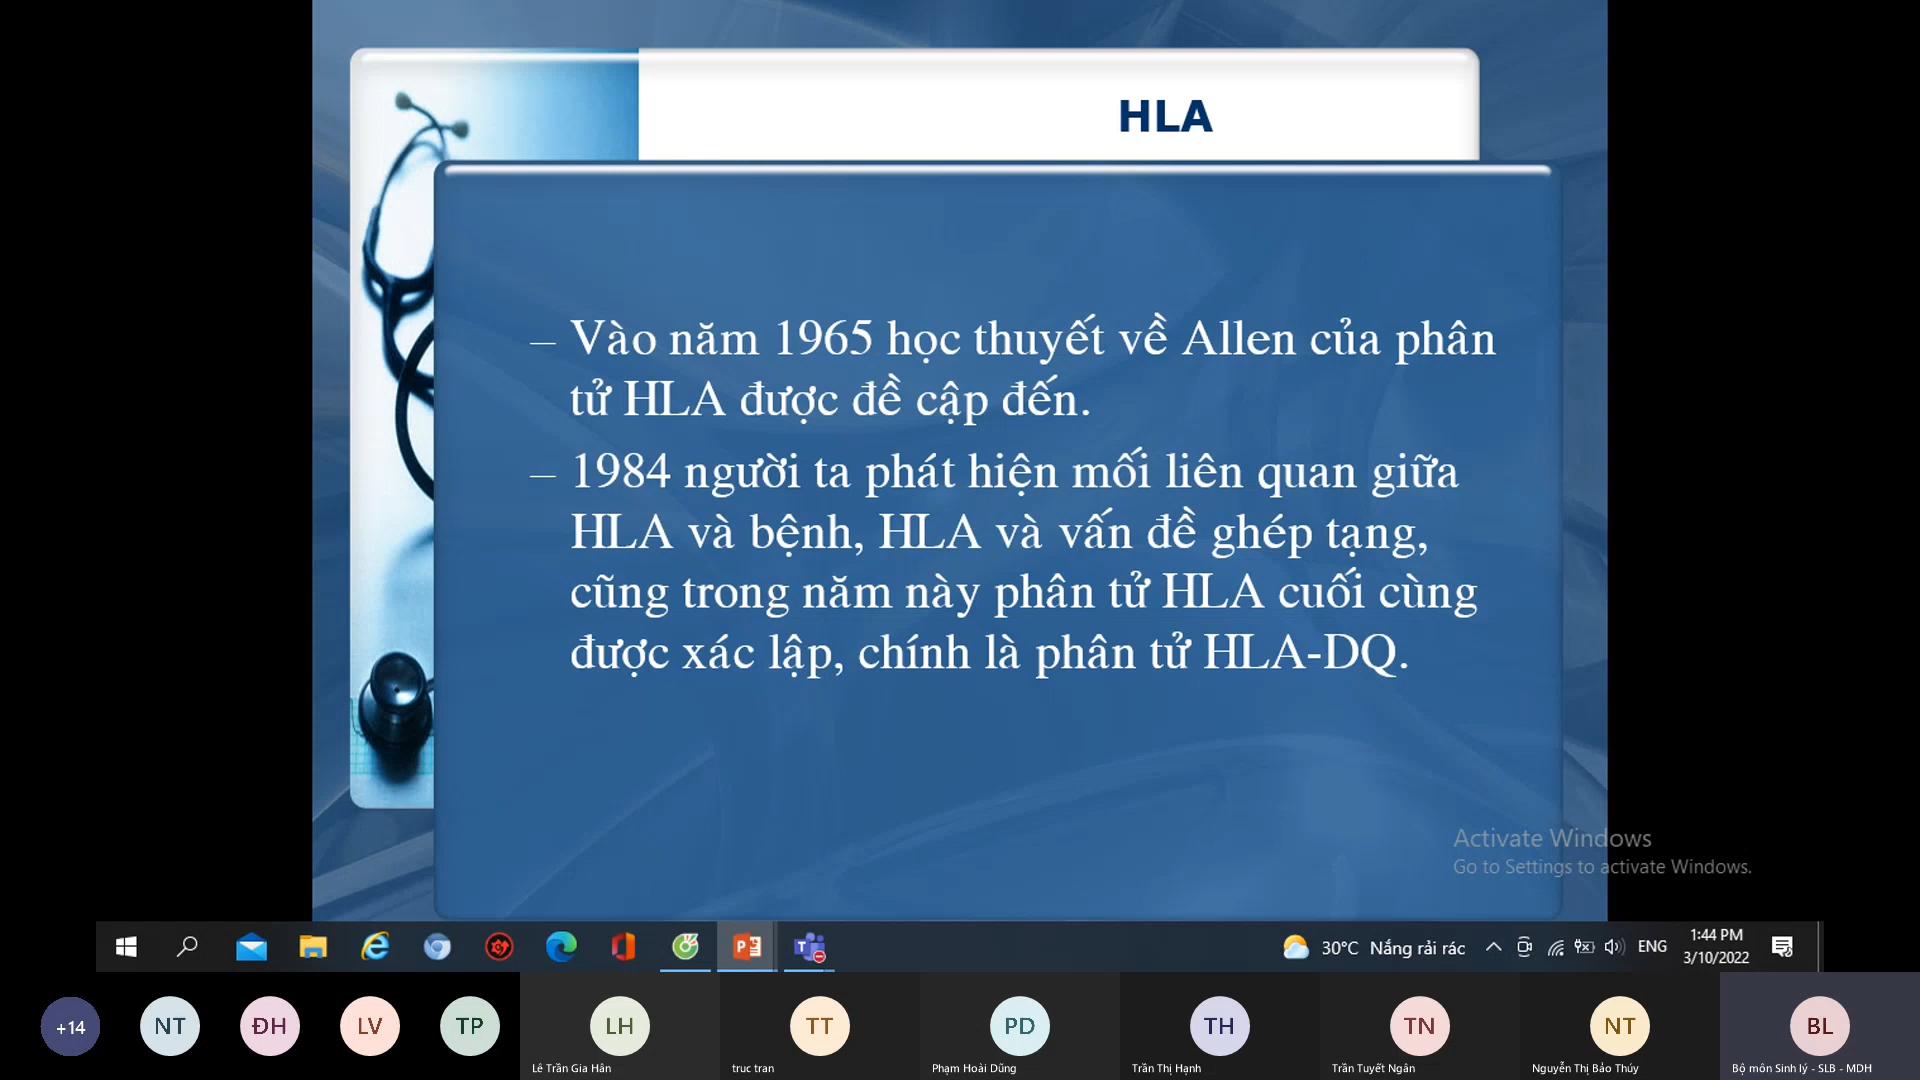 HLA
– Vào năm 1965 học thuyết về Allen của phân
tử HLA được đề cập đến.
– 1984 người ta phát hiện mối liên quan giữa
HLA và bệnh, HLA và vấn đề ghép tạng,
cũng trong năm này phân tử HLA cuối cùng
được xác lập, chính là phân tử HLA-DQ.
Activate Windows
Go to Settings to activate Windows.
30°C Nắng rải rác ENG 1:44 PM
3/10/2022
+14 NT ĐH LV TP LH TT PD TH TN NT BL
Lê Trần Gia Hân truc tran Phạm Hoài Dũng Trần Thị Hạnh Trần Tuyết Ngân Nguyễn Thị Bảo Thúy Bộ môn Sinh lý - SLB - MDH